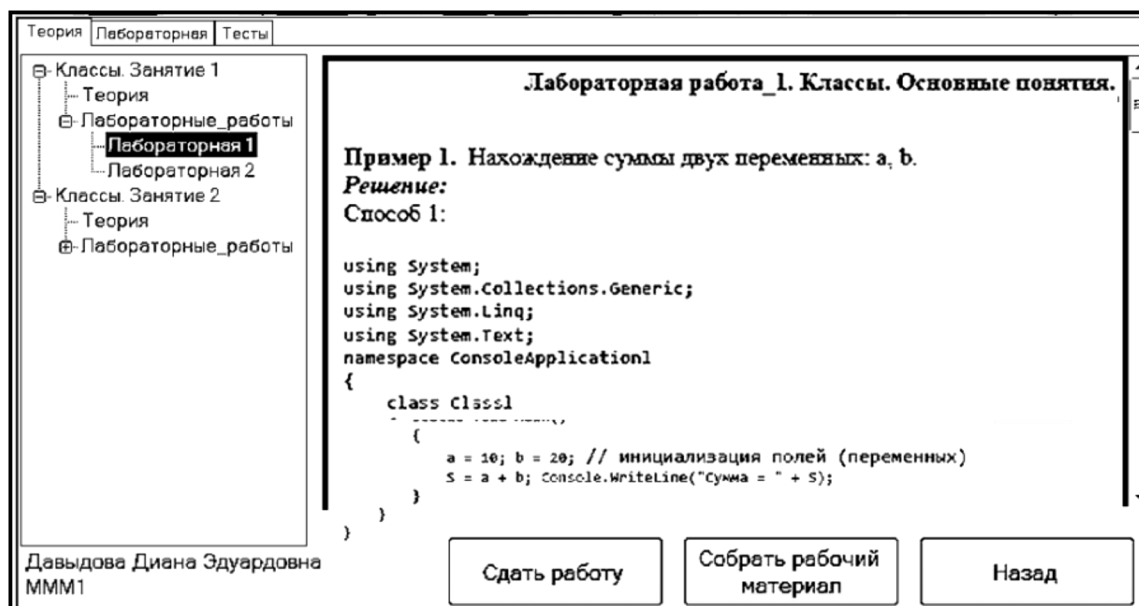 Теория Лабораторная Тесты
Классы. Занятие 1
Теория
Лабораторные_работы
Лабораторная 1
Лабораторная 2
Классы. Занятие 2
Теория
Лабораторные_работы
Давыдова Диана Эдуардовна
МММ1
Лабораторная работа_1. Классы. Основные понятия.
Пример 1. Нахождение суммы двух переменных: a, b.
Решение:
Способ 1:
using System;
using System.Collections.Generic;
using System.Linq;
using System.Text;
namespace ConsoleApplication1
{
class Clsss1
{
a = 10; b = 20; // инициализация полей (переменных)
S = a + b; Console.WriteLine("Сумма = " + S);
}
}
}
Сдать работу
Собрать рабочий
материал
Назад